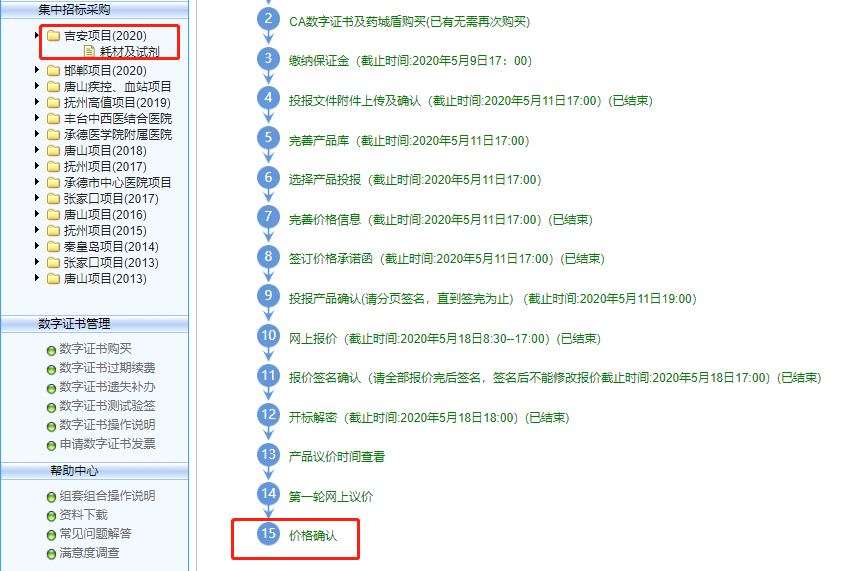 集中招标采购
吉安项目(2020)
耗材及试剂
邯郸项目(2020)
唐山疾控、血站项目
抚州高值项目(2019)
丰台中西医结合医院
承德医学院附属医院
唐山项目(2018)
抚州项目(2017)
承德市中心医院项目
张家口项目(2017)
唐山项目(2016)
抚州项目(2015)
秦皇岛项目(2014)
张家口项目(2013)
唐山项目(2013)
数字证书管理
数字证书购买
数字证书过期续费
数字证书遗失补办
数字证书测试验签
数字证书操作说明
申请数字证书发票
帮助中心
组套组合操作说明
资料下载
常见问题解答
满意度调查
2 CA数字证书及药城盾购买(已有无需再次购买)
3 缴纳保证金（截止时间:2020年5月9日17：00）
4 投报文件附件上传及确认（截止时间:2020年5月11日17:00）(已结束)
5 完善产品库（截止时间:2020年5月11日17:00）
6 选择产品投报（截止时间:2020年5月11日17:00）
7 完善价格信息（截止时间:2020年5月11日17:00）(已结束)
8 签订价格承诺函（截止时间:2020年5月11日17:00）(已结束)
9 投报产品确认(请分页签名，直到签完为止) （截止时间:2020年5月11日19:00）
10 网上报价（截止时间:2020年5月18日8:30--17:00）(已结束)
11 报价签名确认（请全部报价完后签名，签名后不能修改报价截止时间:2020年5月18日17:00）(已结束)
12 开标解密（截止时间:2020年5月18日18:00）(已结束)
13 产品议价时间查看
14 第一轮网上议价
15 价格确认